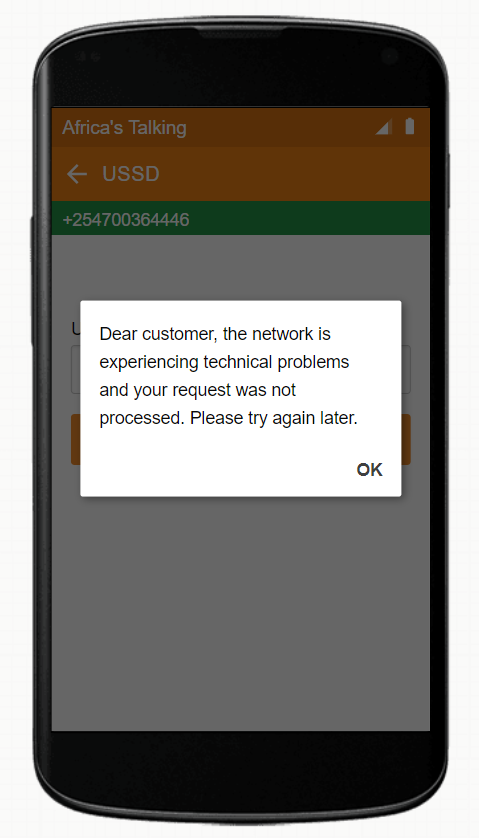 Africa's Talking
USSD
+254700364446
U
Dear customer, the network is
experiencing technical problems
and your request was not
processed. Please try again later.
OK